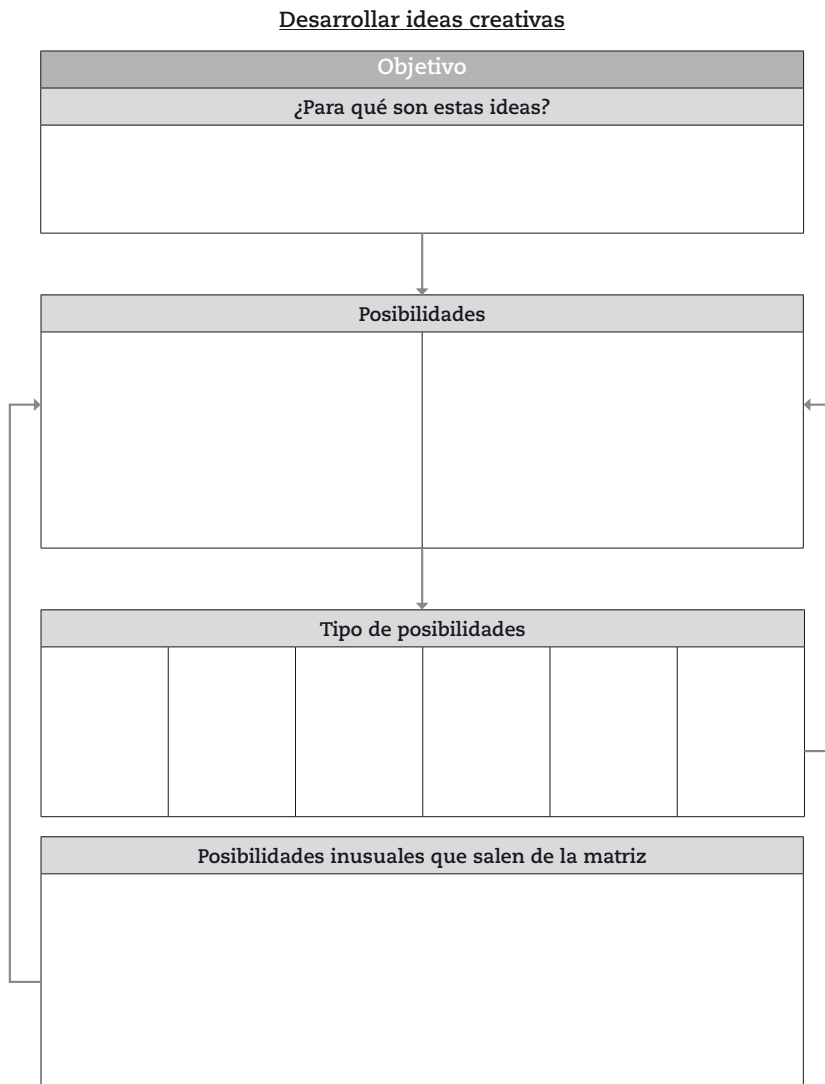 Desarrollar ideas creativas
Objetivo
¿Para qué son estas ideas?
Posibilidades
Tipo de posibilidades
Posibilidades inusuales que salen de la matriz